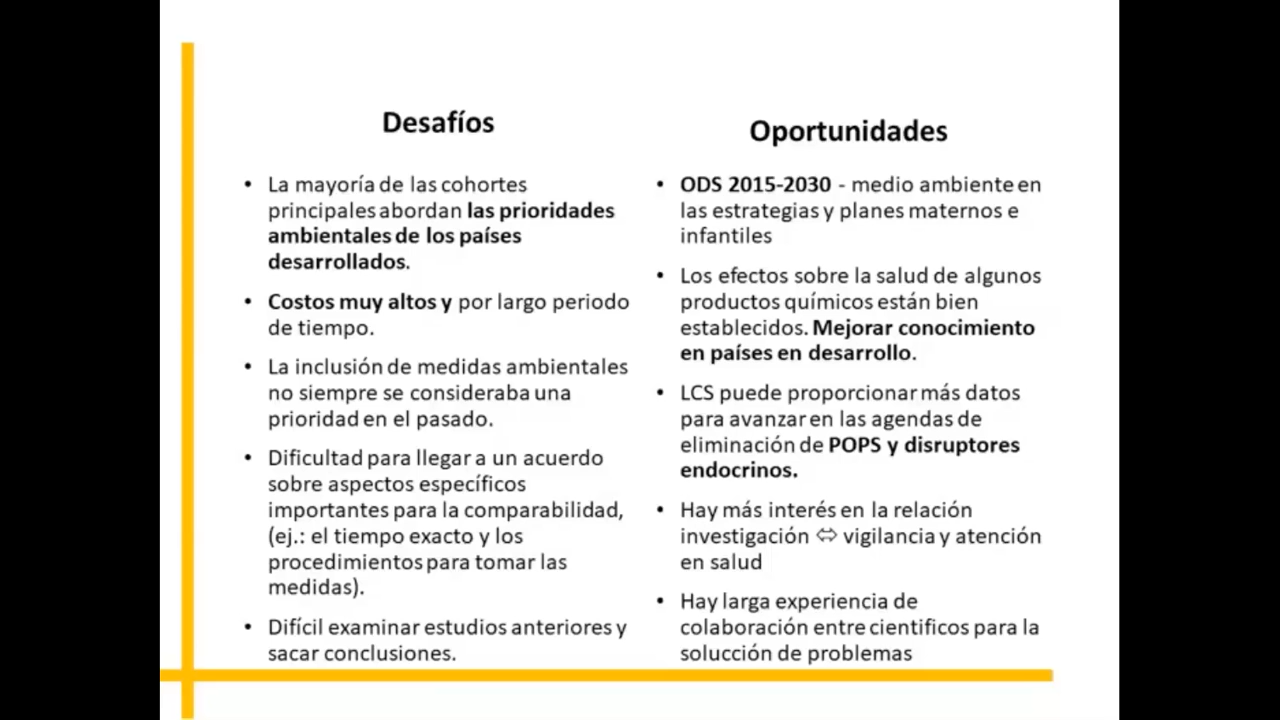 Desafíos
• La mayoría de las cohortes
principales abordan las prioridades
ambientales de los países
desarrollados.
• Costos muy altos y por largo periodo
de tiempo.
• La inclusión de medidas ambientales
no siempre se consideraba una
prioridad en el pasado.
• Dificultad para llegar a un acuerdo
sobre aspectos específicos
importantes para la comparabilidad,
(ej.: el tiempo exacto y los
procedimientos para tomar las
medidas).
• Difícil examinar estudios anteriores y
sacar conclusiones.
Oportunidades
• ODS 2015-2030 - medio ambiente en
las estrategias y planes maternos e
infantiles
• Los efectos sobre la salud de algunos
productos químicos están bien
establecidos. Mejorar conocimiento
en países en desarrollo.
• LCS puede proporcionar más datos
para avanzar en las agendas de
eliminación de POPS y disruptores
endocrinos.
• Hay más interés en la relación
investigación ⬄ vigilancia y atención
en salud
• Hay larga experiencia de
colaboración entre cientificos para la
solucción de problemas